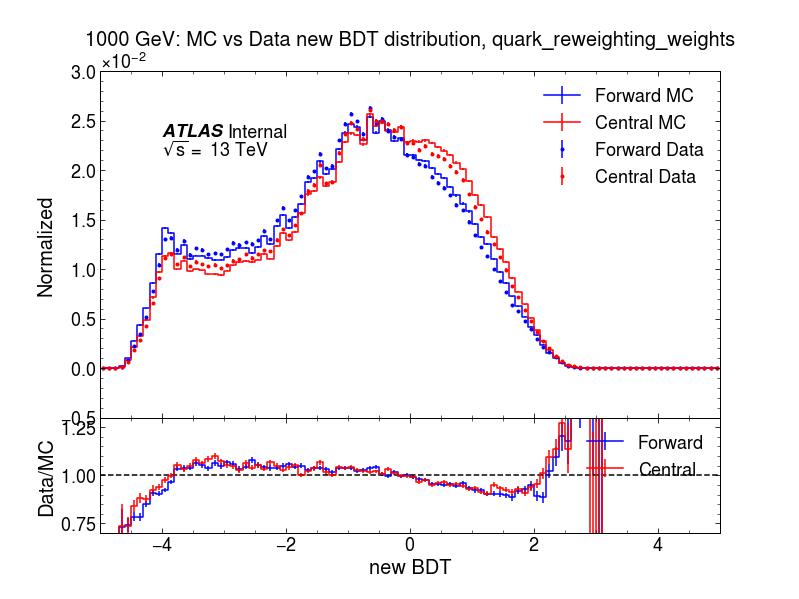 1000 GeV: MC vs Data new BDT distribution, quark_reweighting_weights
×10⁻²
3.0
2.5
2.0
1.5
1.0
0.5
0.0
Normalized
ATLAS Internal
√s = 13 TeV
Forward MC
Central MC
Forward Data
Central Data
1.25
1.00
0.75
Data/MC
Forward
Central
−4 −2 0 2 4
new BDT